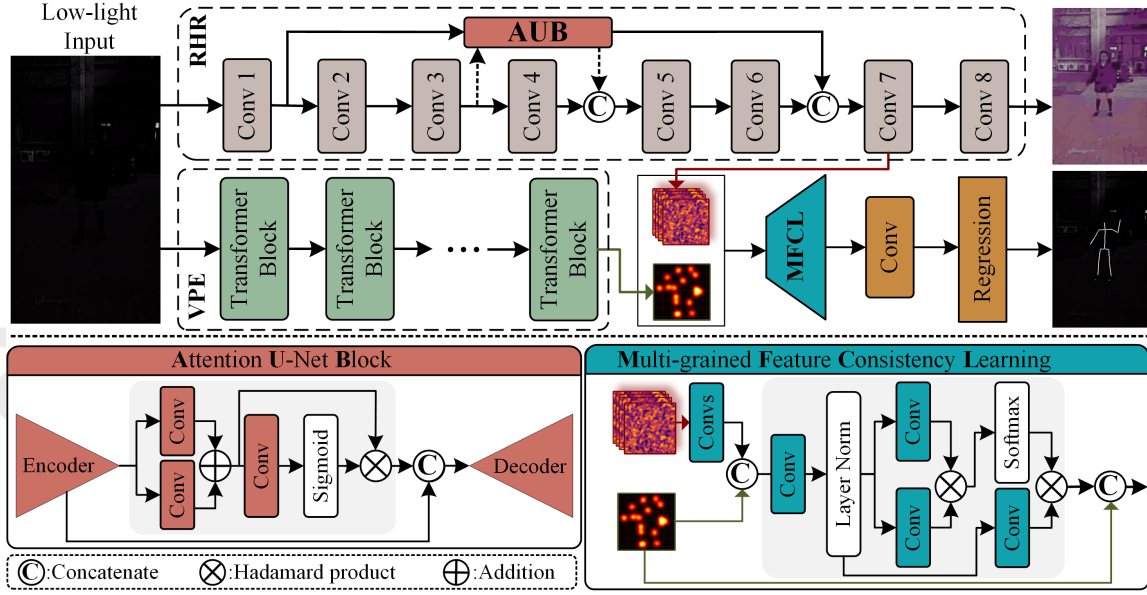 Low-light
Input
RHR
AUB
Conv 1
Conv 2
Conv 3
Conv 4
C
Conv 5
Conv 6
C
Conv 7
Conv 8
VPE
Transformer
Block
Transformer
Block
...
Transformer
Block
MFCL
Conv
Regression
Attention U-Net Block
Encoder
Conv
Conv
Conv
Sigmoid
C
Decoder
Multi-grained Feature Consistency Learning
Convs
C
Conv
Layer Norm
Conv
Conv
Softmax
Conv
C
C:Concatenate
:Hadamard product
:Addition